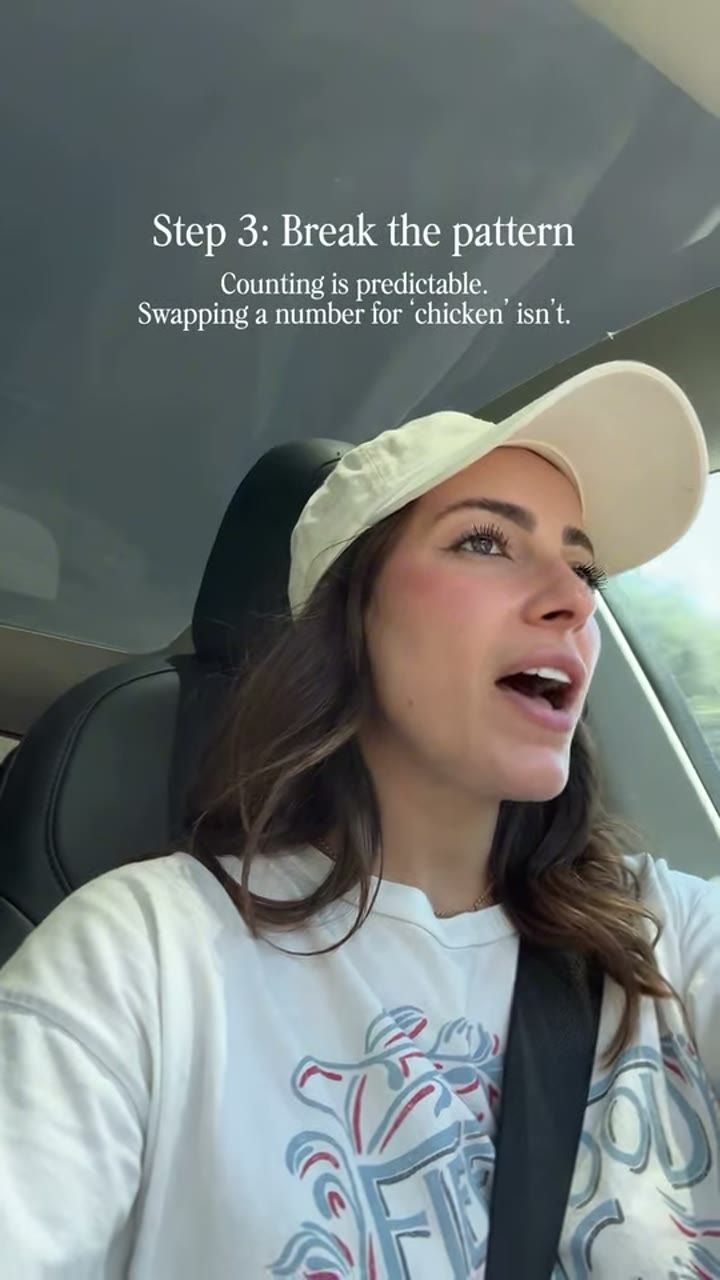 Step 3: Break the pattern
Counting is predictable.
Swapping a number for ‘chicken’ isn’t.